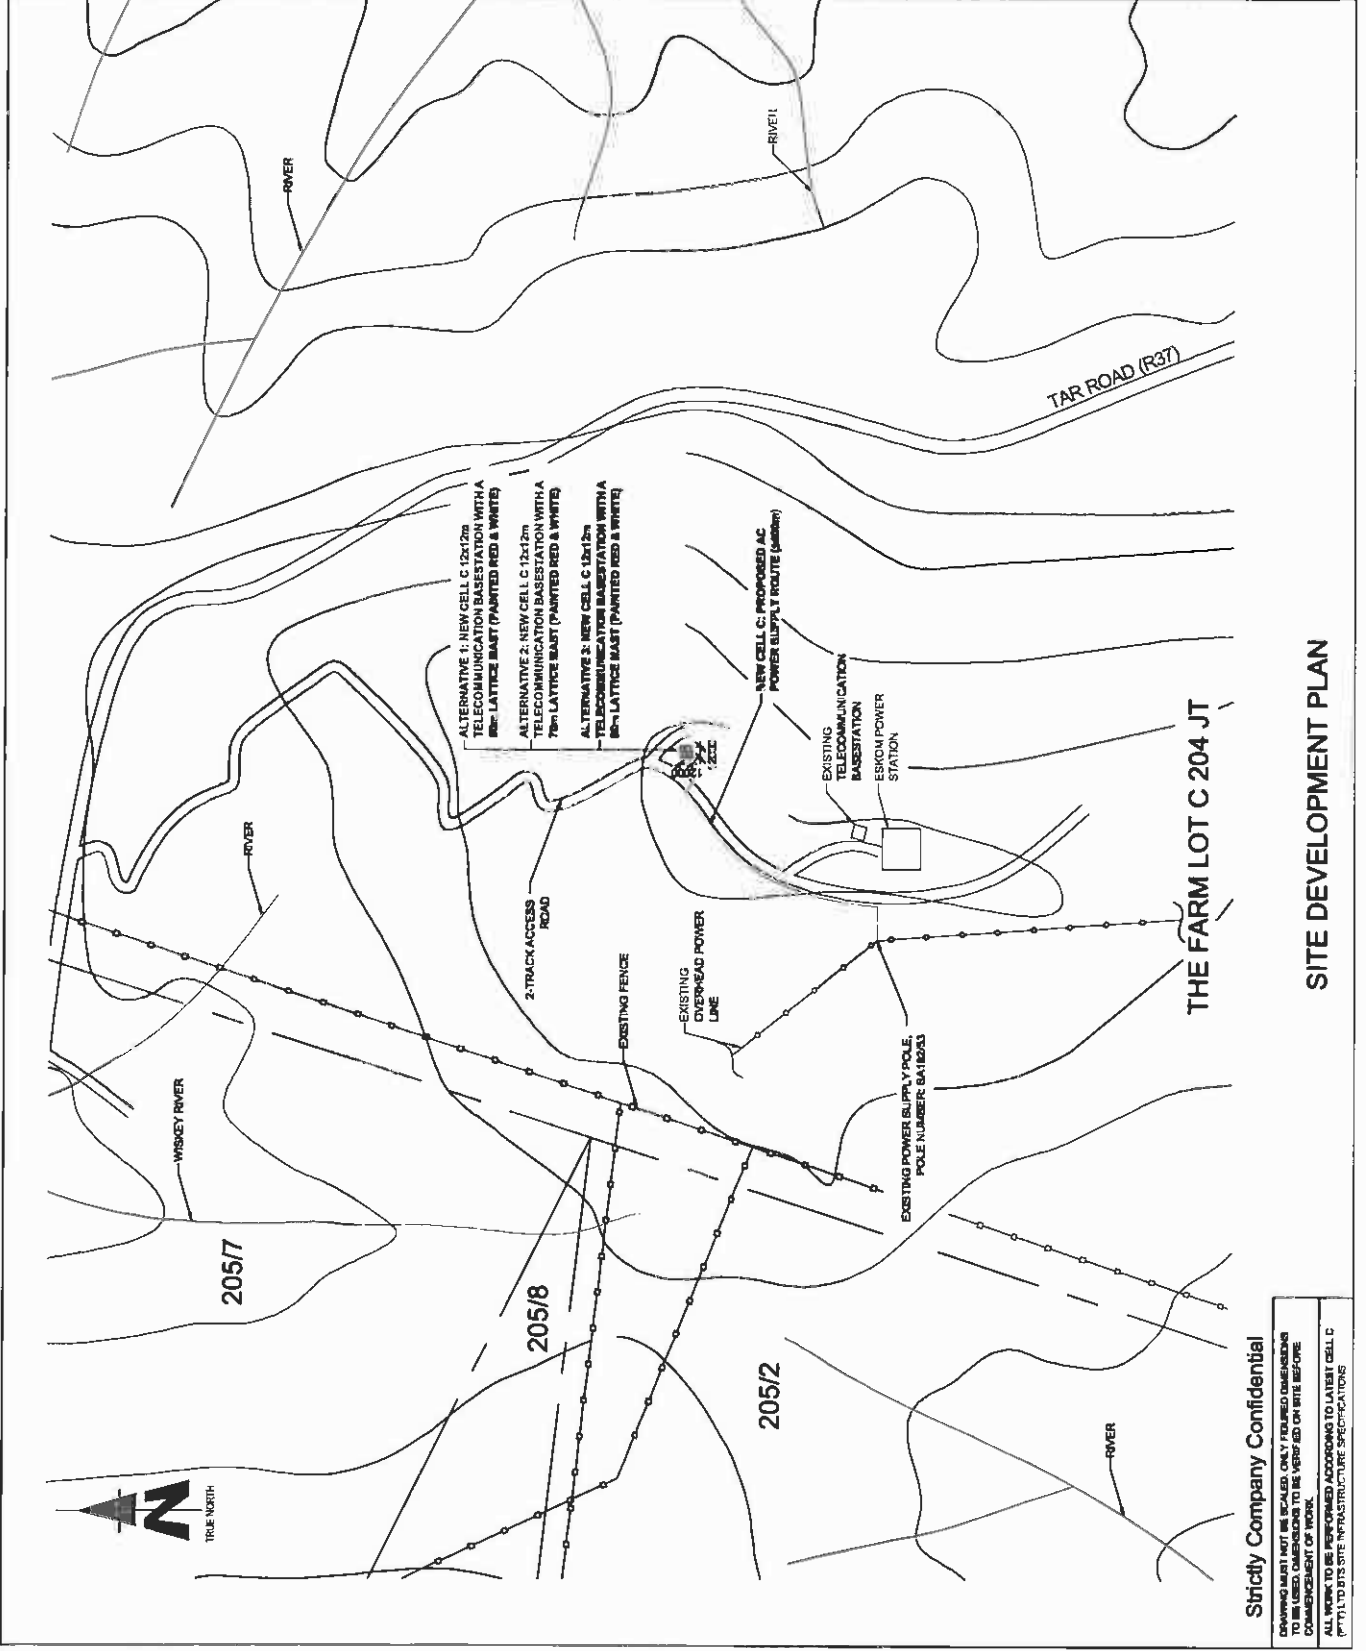 RIVER
RIVER
TAR ROAD (R37)
ALTERNATIVE 1: NEW CELL C 12x12m
TELECOMMUNICATION BASESTATION WITH A
LATTICE MAST (PAINTED RED & WHITE)
ALTERNATIVE 2: NEW CELL C 12x12m
TELECOMMUNICATION BASESTATION WITH A
LATTICE MAST (PAINTED RED & WHITE)
ALTERNATIVE 3: NEW CELL C 12x12m
TELECOMMUNICATION BASESTATION WITH A
LATTICE MAST (PAINTED RED & WHITE)
NEW CELL C: PROPOSED AC
POWER SUPPLY ROUTE
EXISTING
TELECOMMUNICATION
BASESTATION
ESKOM POWER
STATION
RIVER
2-TRACK ACCESS
ROAD
EXISTING FENCE
EXISTING
OVERHEAD POWER
LINE
EXISTING POWER SUPPLY POLE,
POLE NUMBER:
WISKEY RIVER
205/7
205/8
205/2
RIVER
N
TRUE NORTH
THE FARM LOT C 204 JT
SITE DEVELOPMENT PLAN
Strictly Company Confidential
DRAWING MUST NOT BE SCALED. ONLY FIGURED DIMENSIONS
TO BE USED. DIMENSIONS TO BE VERIFIED ON SITE BEFORE
COMMENCEMENT OF WORK.
ALL WORK TO BE PERFORMED ACCORDING TO LATEST CELL C
(PTY) LTD BTS SITE INFRASTRUCTURE SPECIFICATIONS